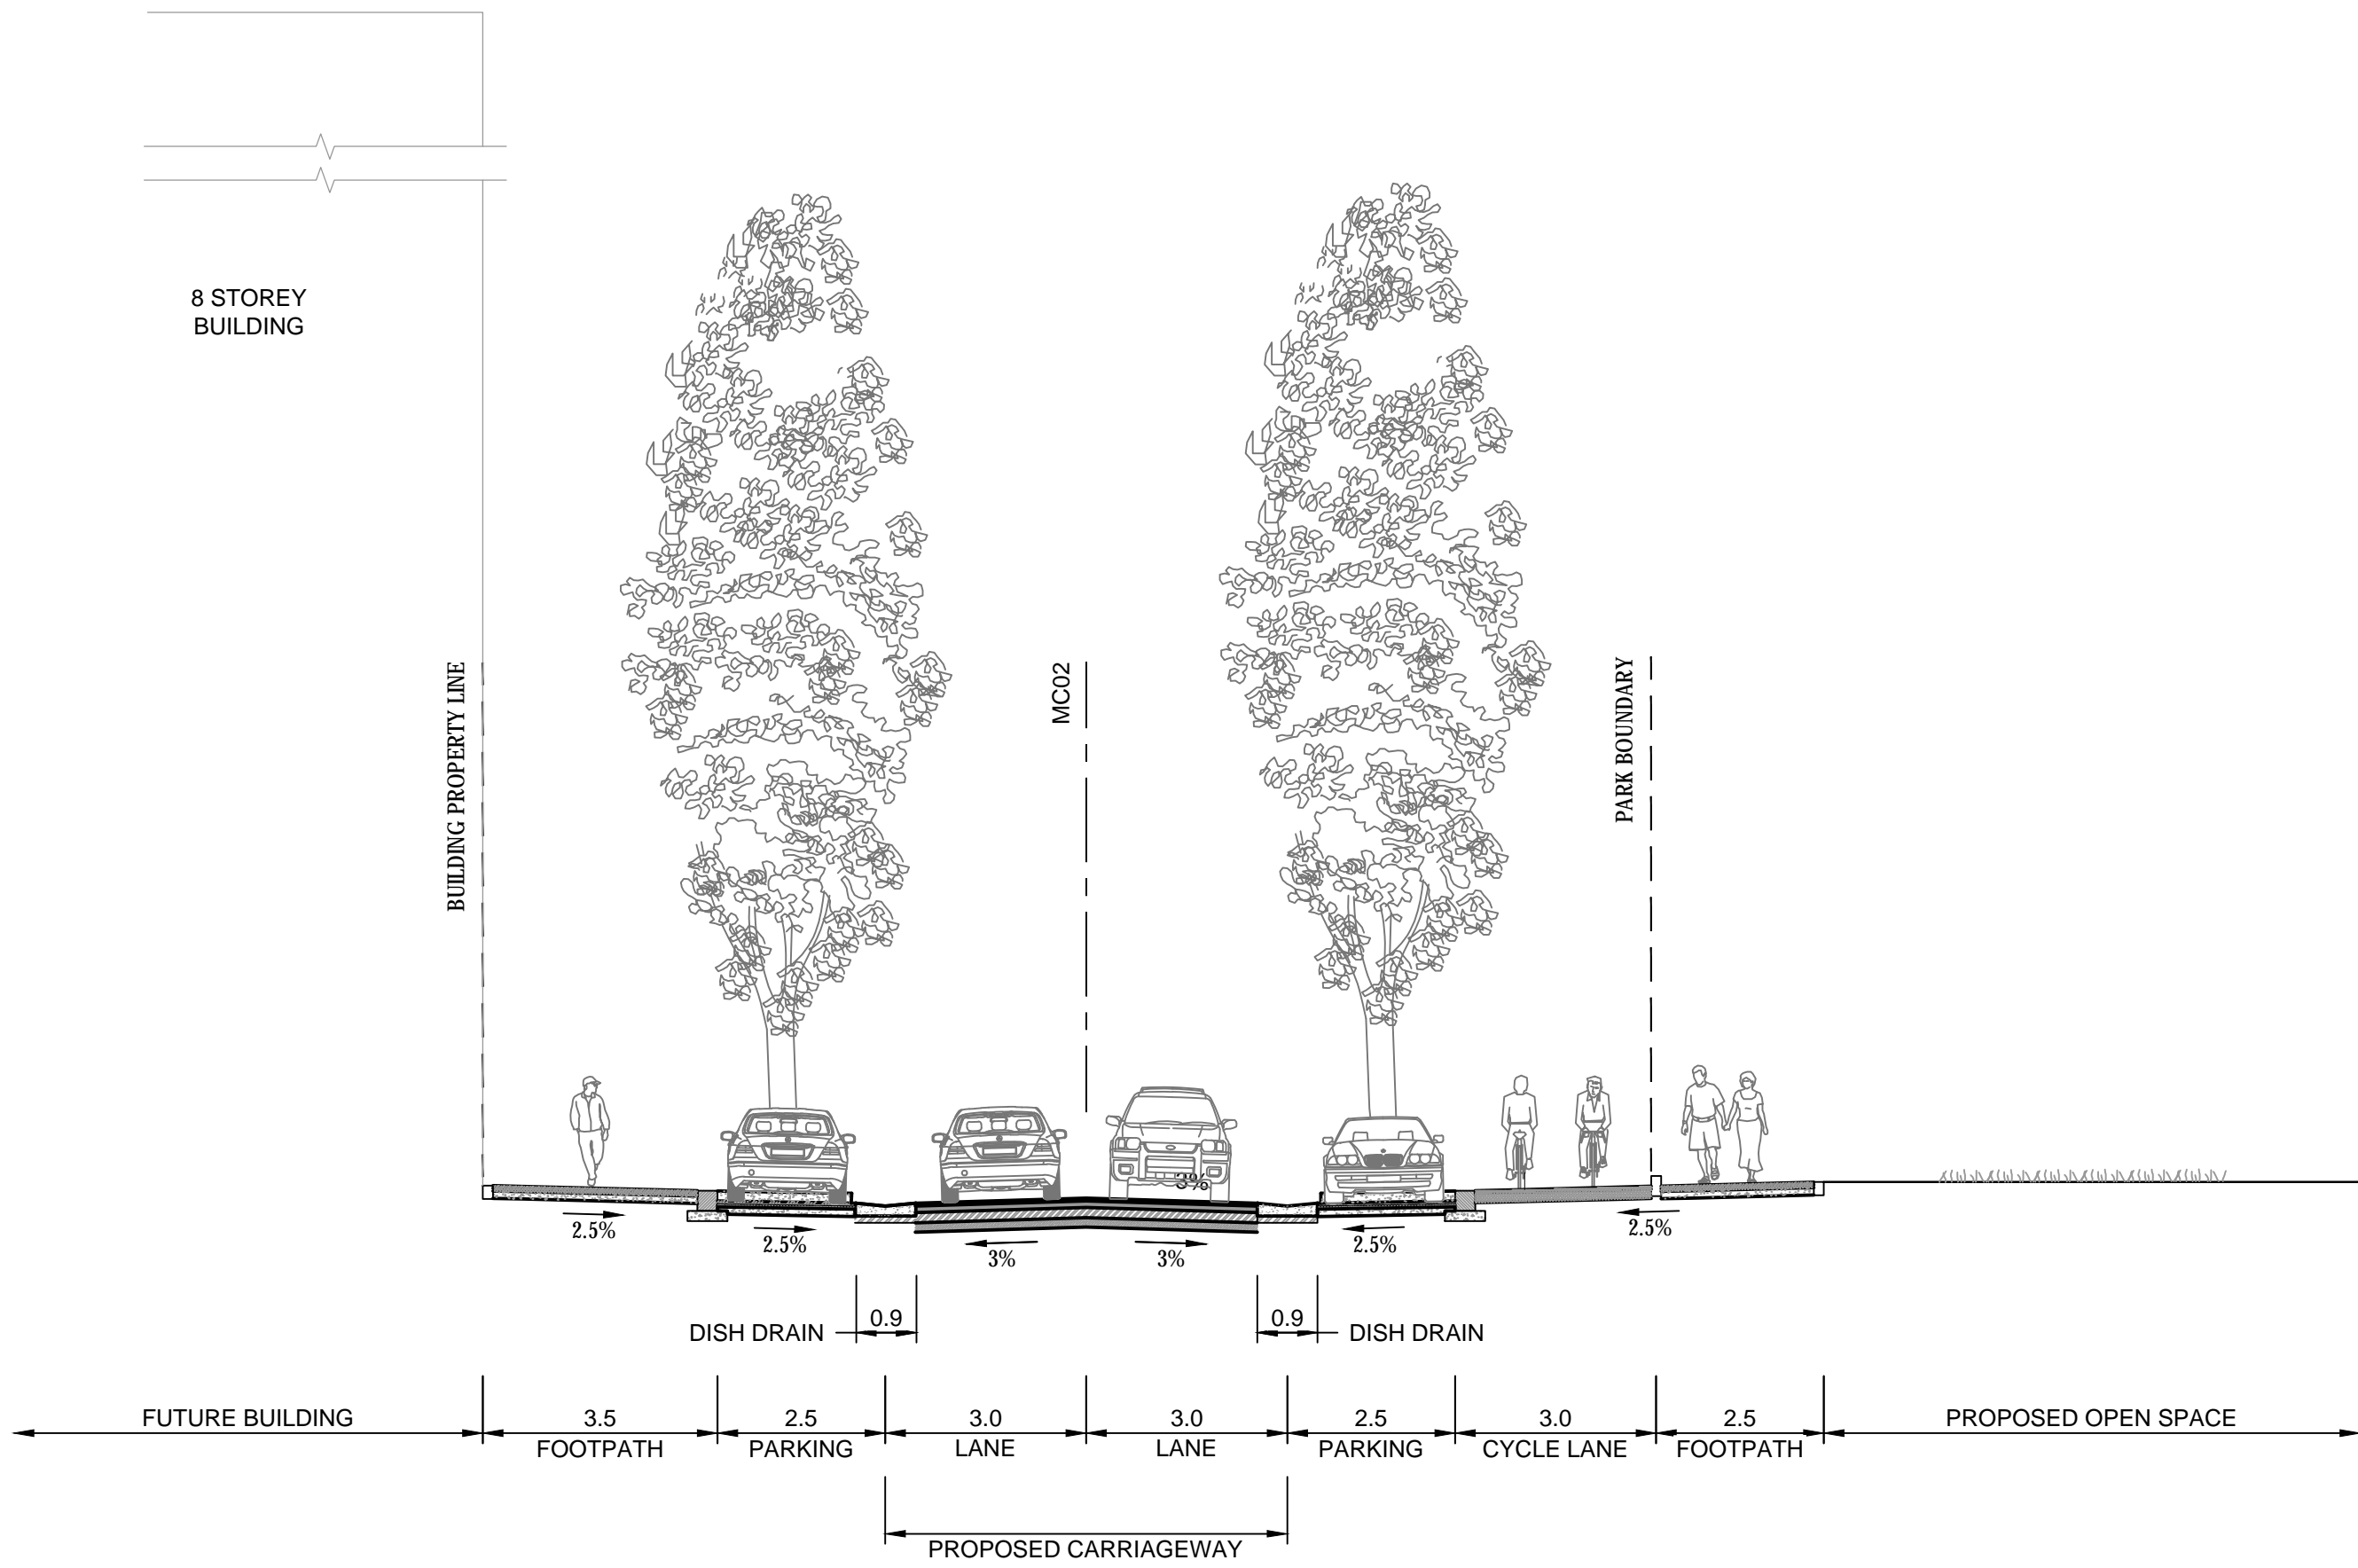 8 STOREY
BUILDING
BUILDING PROPERTY LINE
MC02
PARK BOUNDARY
3%
2.5%
2.5%
3%
3%
2.5%
2.5%
0.9
0.9
DISH DRAIN
DISH DRAIN
FUTURE BUILDING
3.5
FOOTPATH
2.5
PARKING
3.0
LANE
3.0
LANE
2.5
PARKING
3.0
CYCLE LANE
2.5
FOOTPATH
PROPOSED OPEN SPACE
PROPOSED CARRIAGEWAY